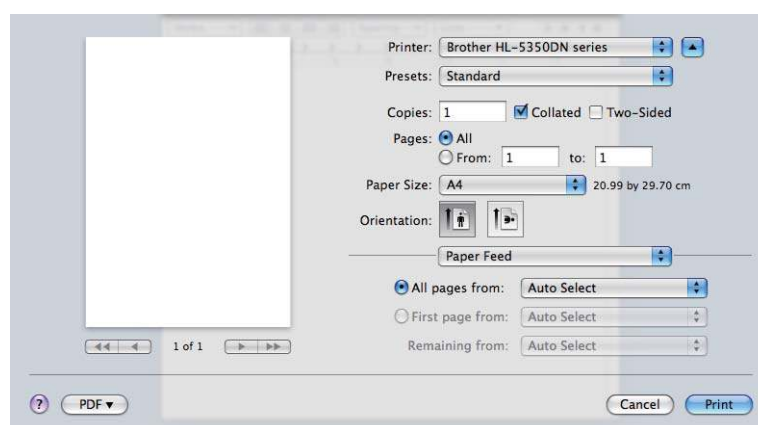 Printer: Brother HL-5350DN series
Presets: Standard
Copies: 1 Collated Two-Sided
Pages: All
From: 1 to: 1
Paper Size: A4 20.99 by 29.70 cm
Orientation:
Paper Feed
All pages from: Auto Select
First page from: Auto Select
Remaining from: Auto Select
1 of 1
? PDF▼ Cancel Print